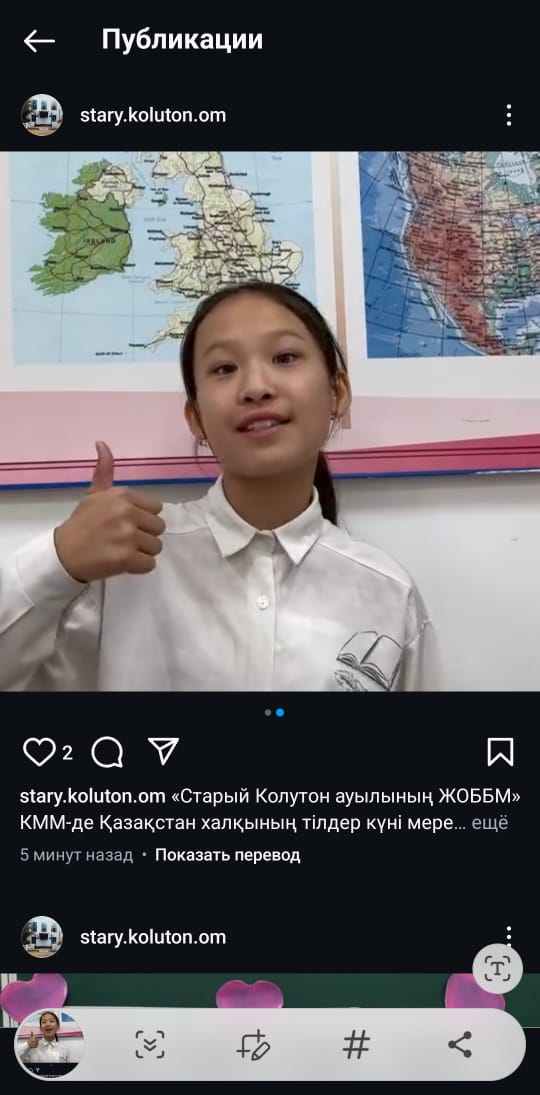 Публикации
stary.koluton.om
IRELAND
2
stary.koluton.om «Старый Колутон ауылының ЖОББМ»
КММ-де Қазақстан халқының тілдер күні мере... ещё
5 минут назад • Показать перевод
stary.koluton.om